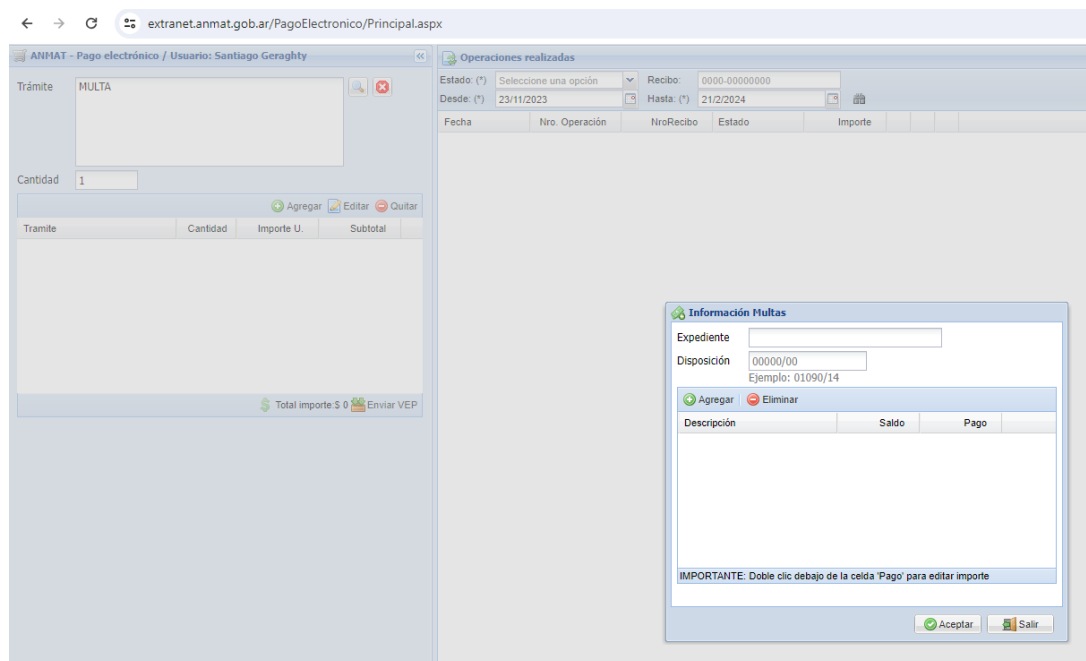 extranet.anmat.gob.ar/PagoElectronico/Principal.aspx
ANMAT - Pago electrónico / Usuario: Santiago Geraghty
Trámite MULTA
Cantidad 1
Agregar Editar Quitar
Tramite Cantidad Importe U. Subtotal
Total importe:$ 0 Enviar VEP
Operaciones realizadas
Estado: (*) Seleccione una opción Recibo: 0000-00000000
Desde: (*) 23/11/2023 Hasta: (*) 21/2/2024
Fecha Nro. Operación NroRecibo Estado Importe
Información Multas
Expediente
Disposición 00000/00
Ejemplo: 01090/14
Agregar Eliminar
Descripción Saldo Pago
IMPORTANTE: Doble clic debajo de la celda 'Pago' para editar importe
Aceptar Salir